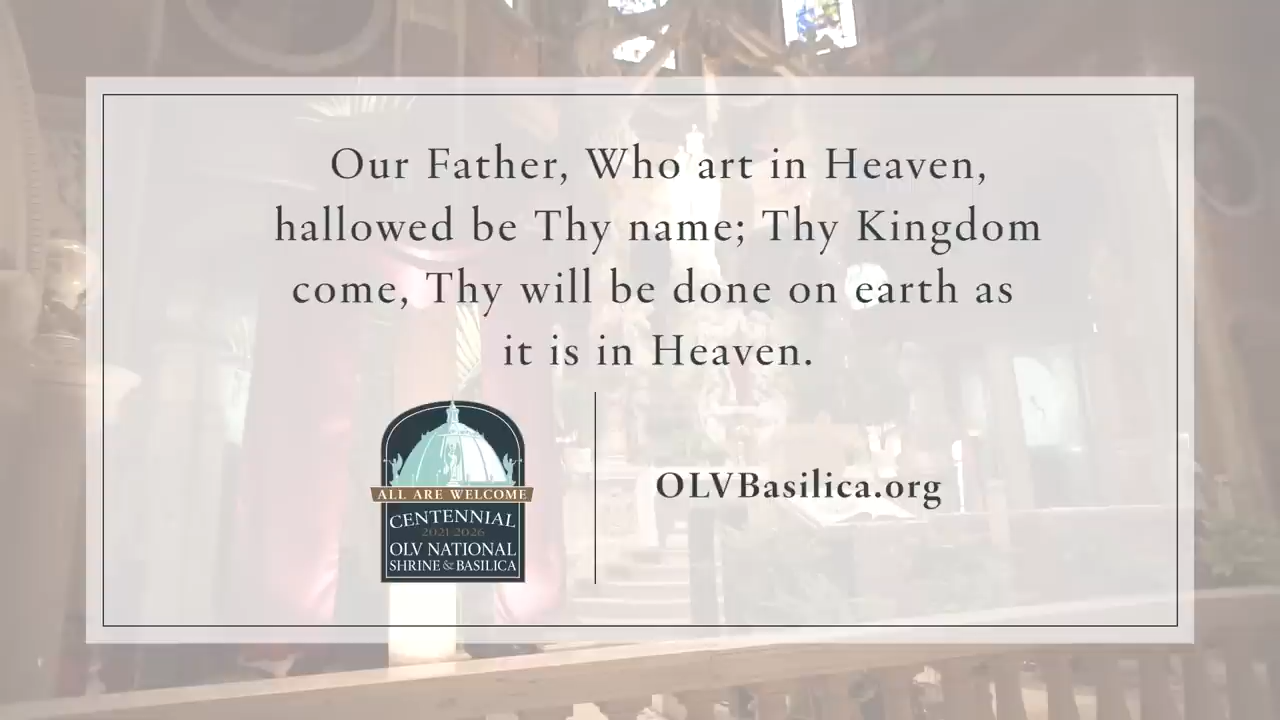 Our Father, Who art in Heaven,
hallowed be Thy name; Thy Kingdom
come, Thy will be done on earth as
it is in Heaven.
ALL ARE WELCOME
CENTENNIAL
2021-2026
OLV NATIONAL
SHRINE & BASILICA
OLVBasilica.org